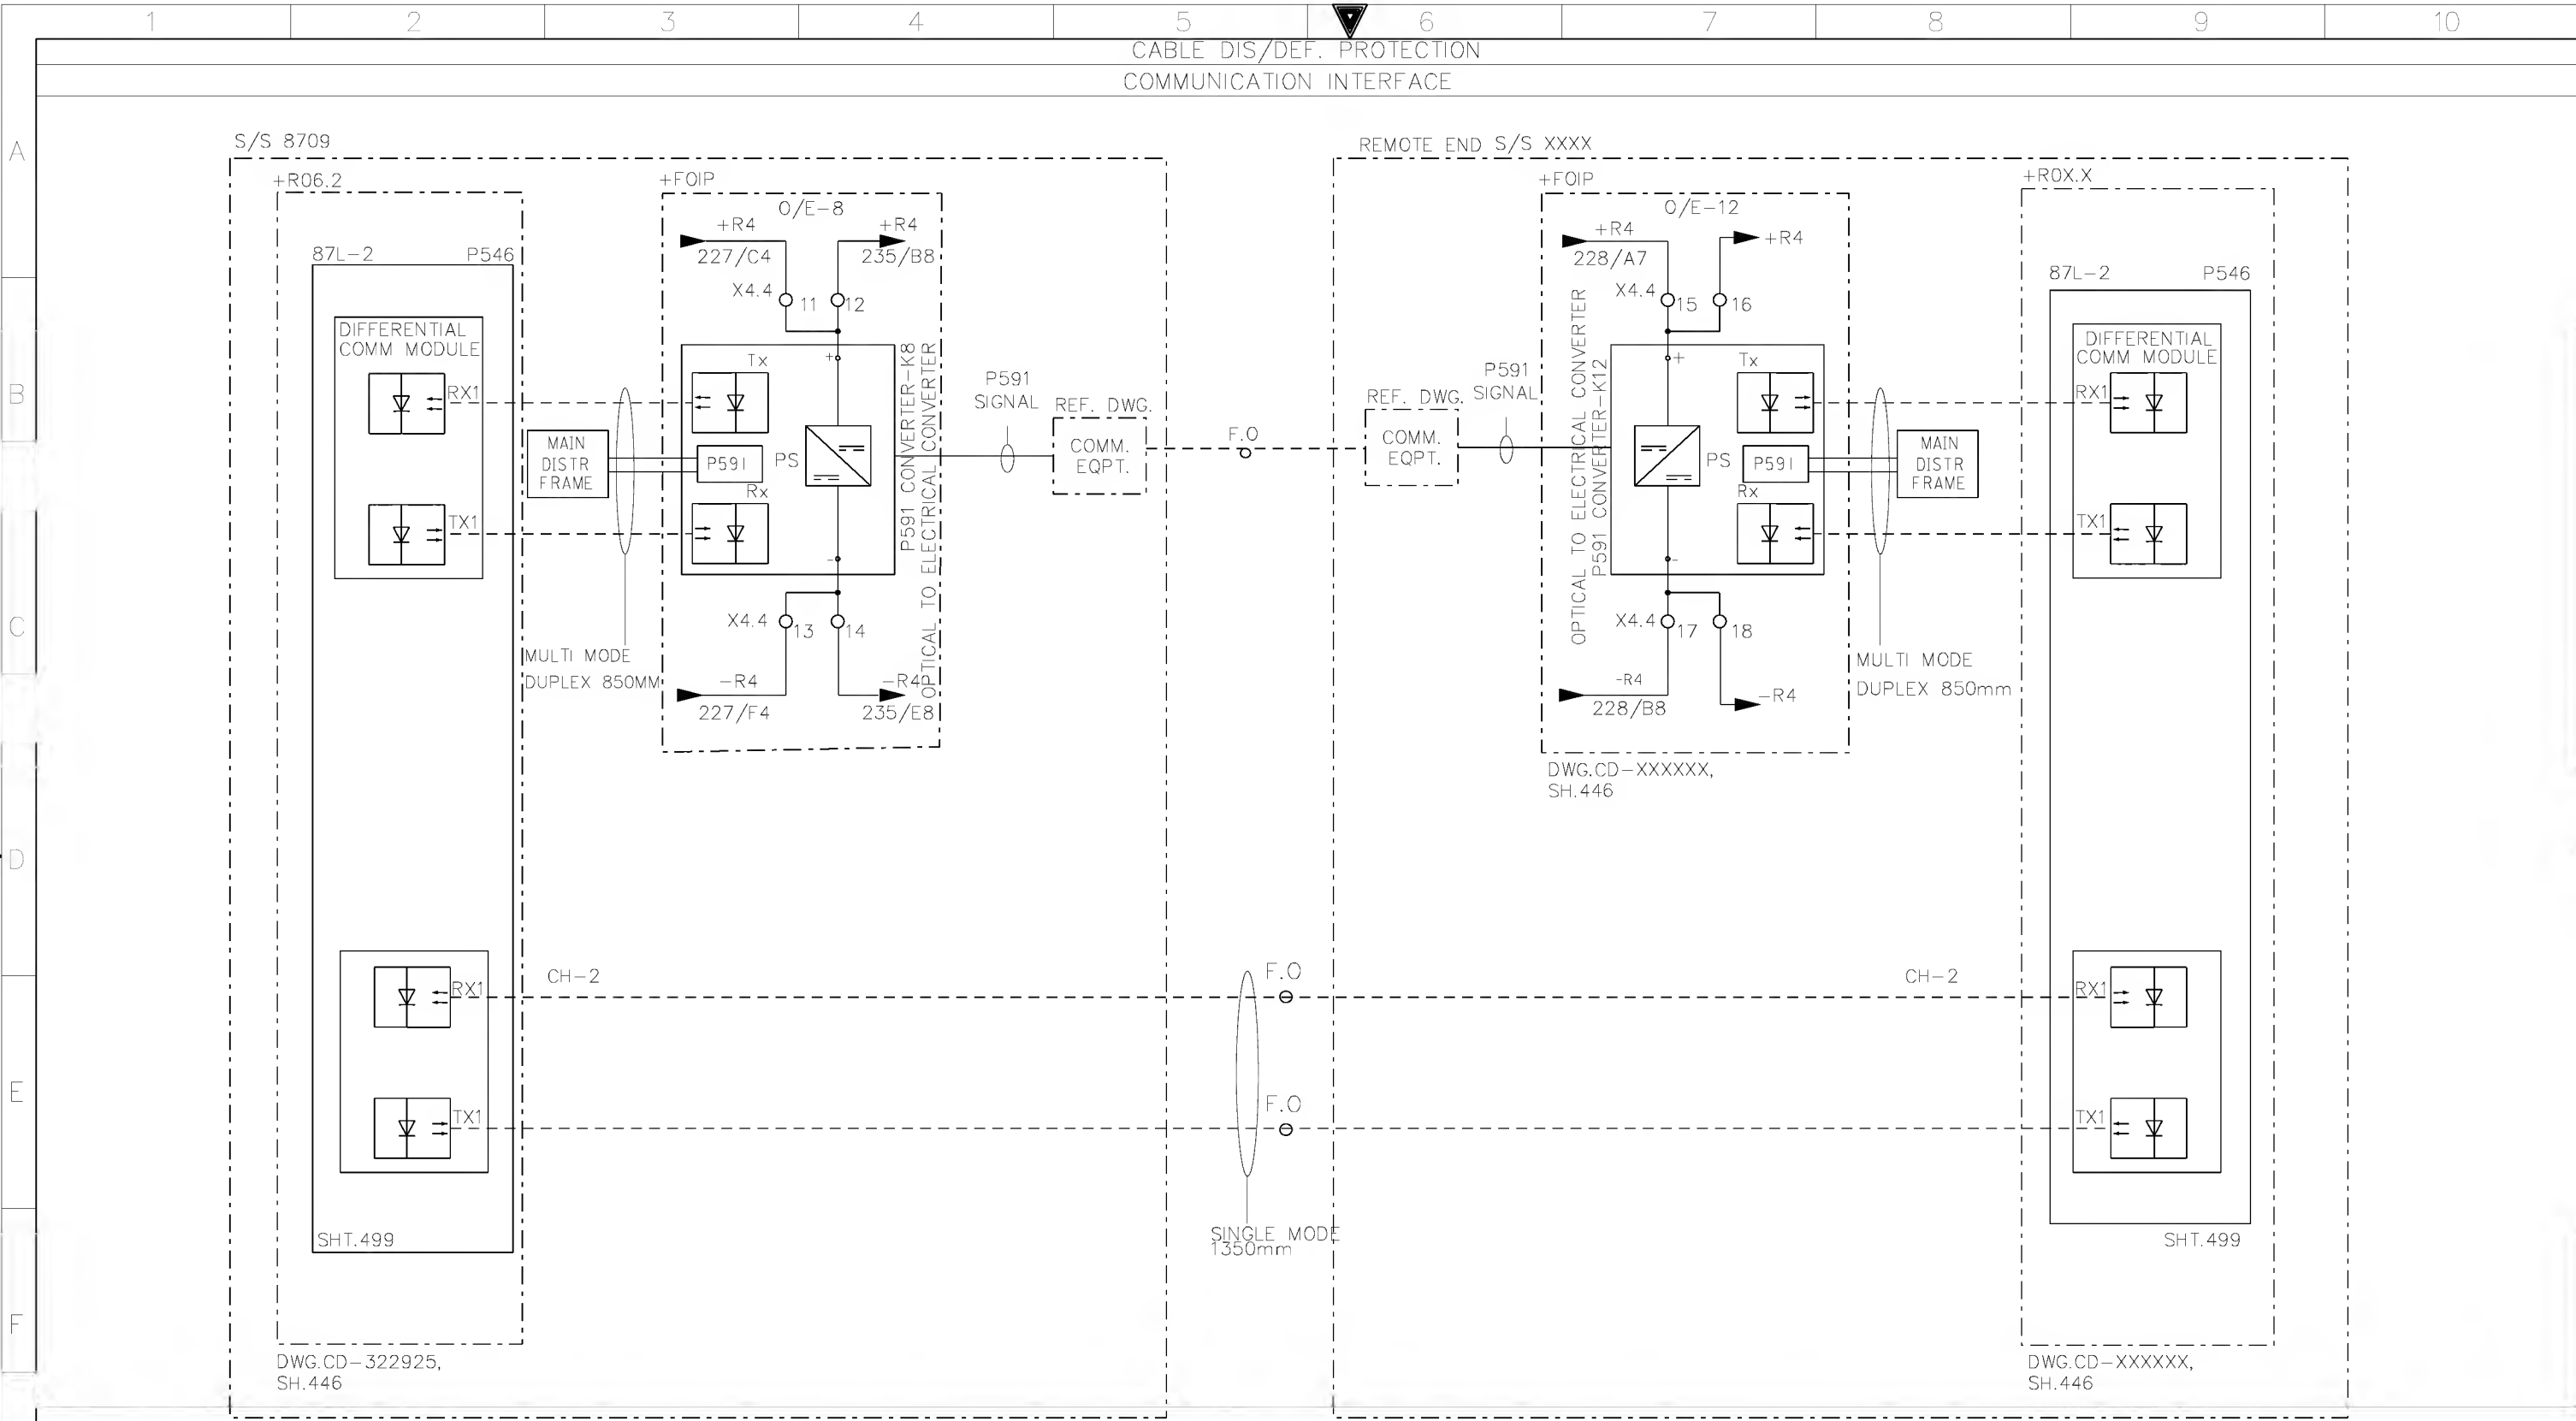 1 2 3 4 5 6 7 8 9 10
CABLE DIS/DEF. PROTECTION
COMMUNICATION INTERFACE
A
B
C
D
E
F
S/S 8709
+R06.2
87L-2 P546
DIFFERENTIAL
COMM MODULE
RX1
TX1
RX1
TX1
SHT.499
DWG.CD-322925,
SH.446
CH-2
MAIN
DISTR
FRAME
MULTI MODE
DUPLEX 850MM
+FOIP
O/E-8
+R4
227/C4
+R4
235/B8
X4.4 11 12
Tx
+
P591
PS
Rx
-
P591 CONVERTER-K8
OPTICAL TO ELECTRICAL CONVERTER
X4.4 13 14
-R4
227/F4
-R4
235/E8
P591
SIGNAL
REF. DWG.
COMM.
EQPT.
F.O
F.O
F.O
SINGLE MODE
1350mm
REMOTE END S/S XXXX
REF. DWG.
COMM.
EQPT.
P591
SIGNAL
+FOIP
O/E-12
+R4
228/A7
+R4
X4.4 15 16
OPTICAL TO ELECTRICAL CONVERTER
P591 CONVERTER-K12
+
Tx
PS
P591
Rx
-
X4.4 17 18
-R4
228/B8
-R4
DWG.CD-XXXXXX,
SH.446
MAIN
DISTR
FRAME
MULTI MODE
DUPLEX 850mm
CH-2
+R0X.X
87L-2 P546
DIFFERENTIAL
COMM MODULE
RX1
TX1
RX1
TX1
SHT.499
DWG.CD-XXXXXX,
SH.446